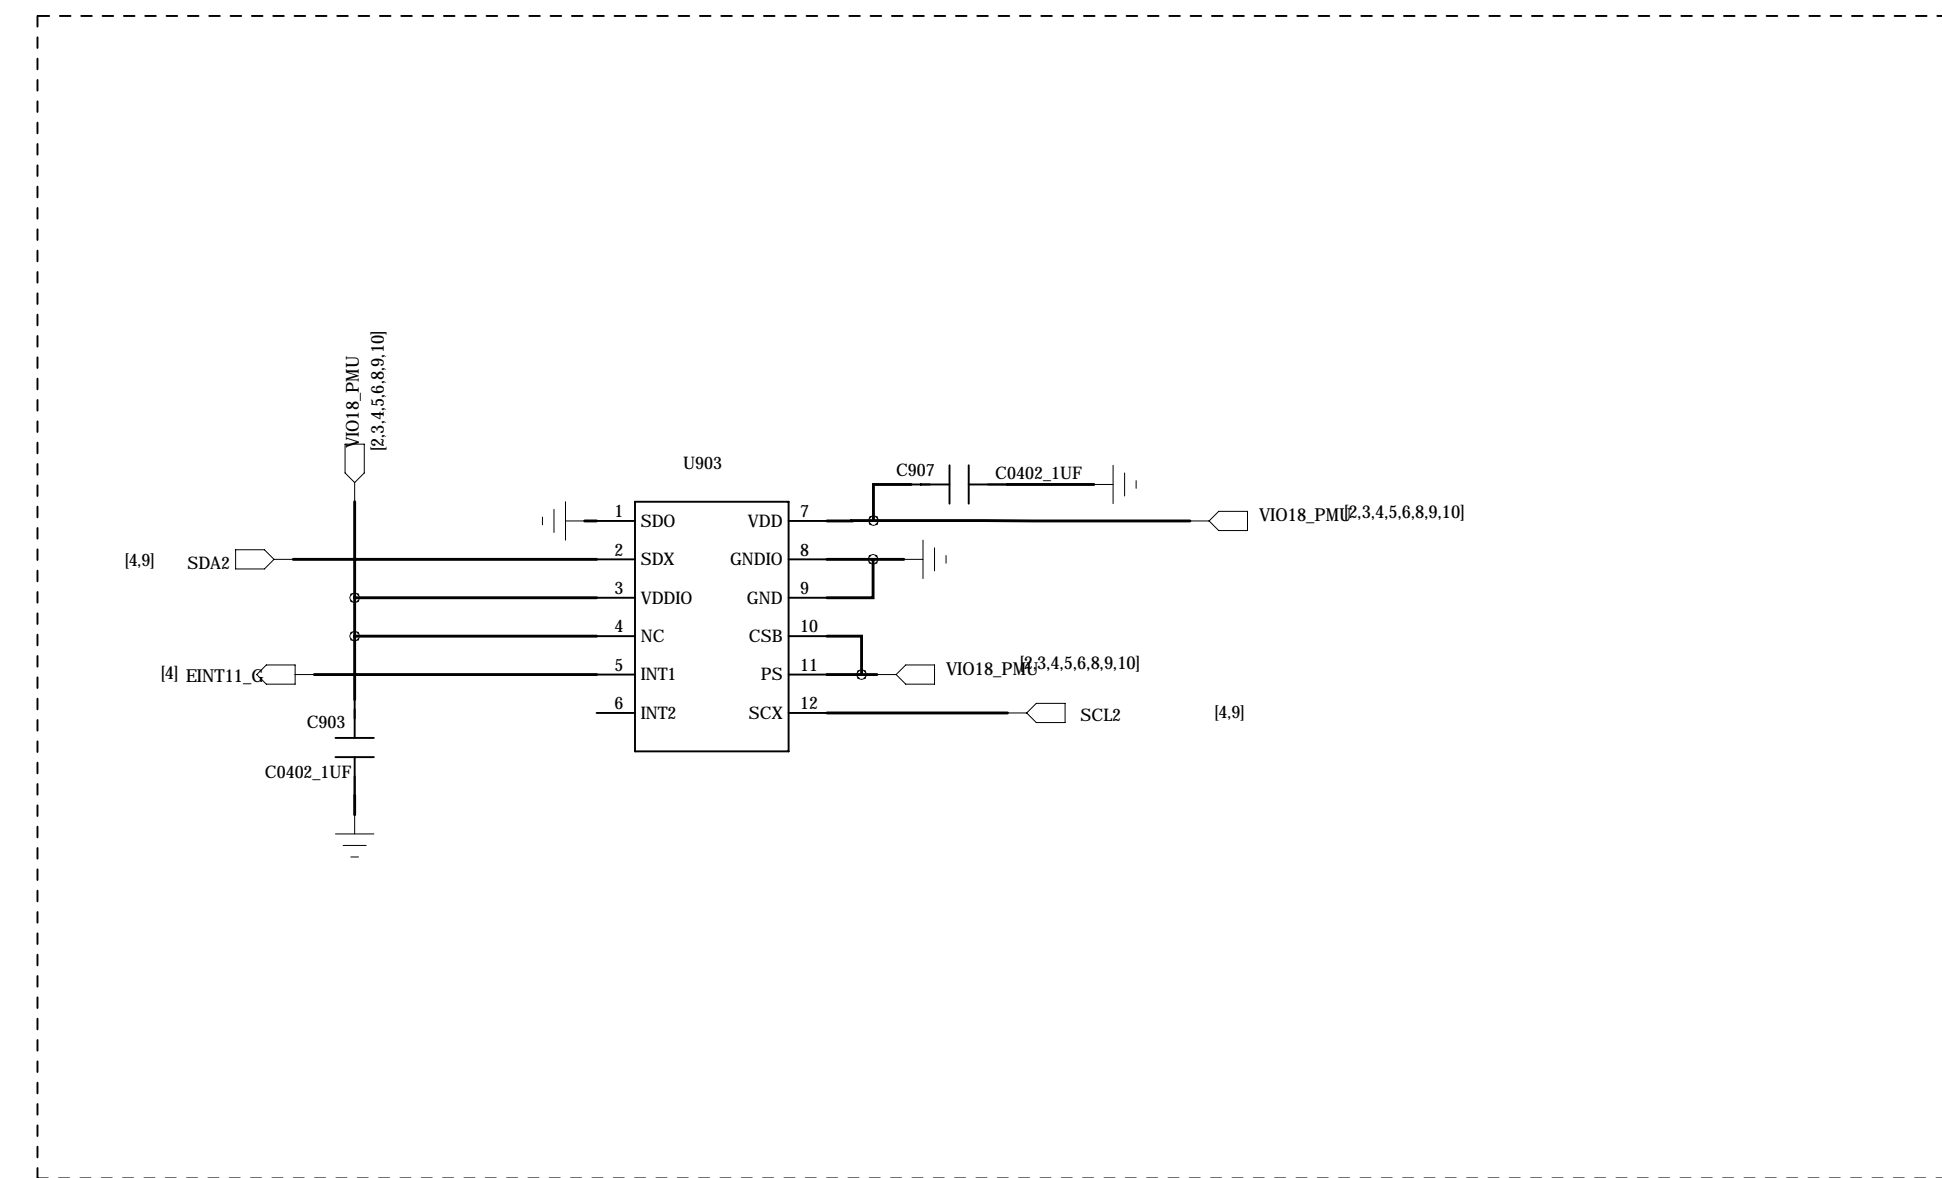 VIO18_PMU
[2,3,4,5,6,8,9,10]
U903
C907 C0402_1UF
1 SDO VDD 7
VIO18_PMU [2,3,4,5,6,8,9,10]
[4,9] SDA2 2 SDX GNDIO 8
3 VDDIO GND 9
4 NC CSB 10
[4] EINT11_G 5 INT1 PS 11 VIO18_PMU [2,3,4,5,6,8,9,10]
6 INT2 SCX 12 SCL2 [4,9]
C903
C0402_1UF